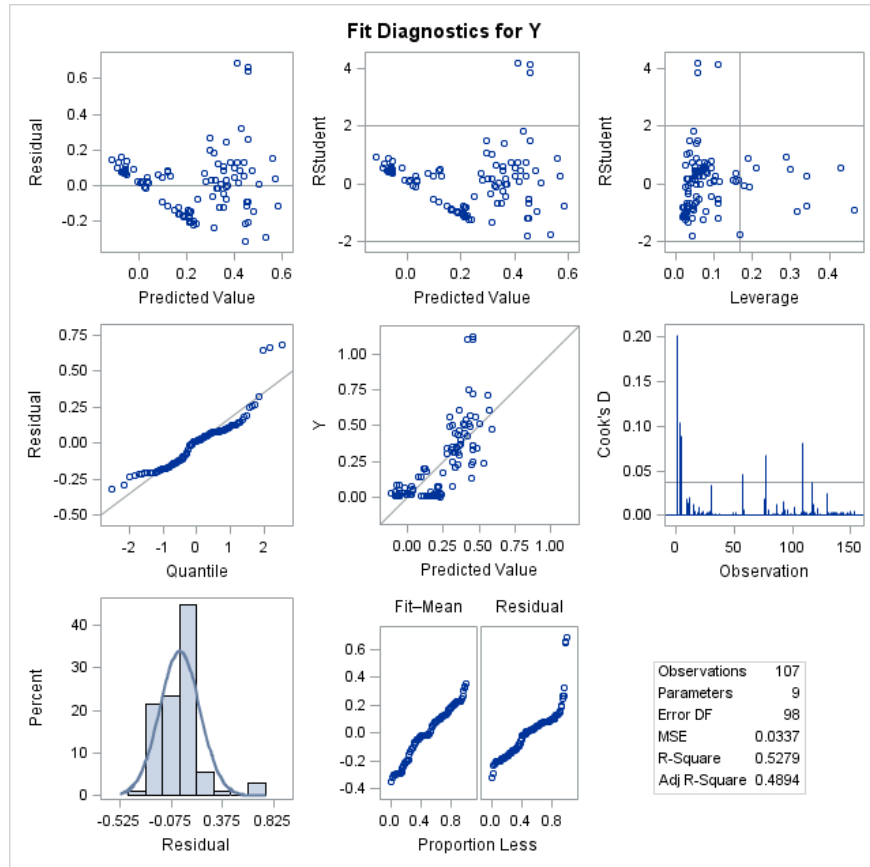 Fit Diagnostics for Y
Residual
0.6
0.4
0.2
0.0
-0.2
0.0 0.2 0.4 0.6
Predicted Value
RStudent
4
2
0
-2
0.0 0.2 0.4 0.6
Predicted Value
RStudent
4
2
0
-2
0.0 0.1 0.2 0.3 0.4
Leverage
Residual
0.75
0.50
0.25
0.00
-0.25
-0.50
-2 -1 0 1 2
Quantile
Y
1.00
0.75
0.50
0.25
0.00
0.00 0.25 0.50 0.75 1.00
Predicted Value
Cook's D
0.20
0.15
0.10
0.05
0.00
0 50 100 150
Observation
Percent
40
30
20
10
0
-0.525 -0.075 0.375 0.825
Residual
Fit–Mean Residual
0.6
0.4
0.2
0.0
-0.2
-0.4
0.0 0.4 0.8 0.0 0.4 0.8
Proportion Less
Observations 107
Parameters 9
Error DF 98
MSE 0.0337
R-Square 0.5279
Adj R-Square 0.4894